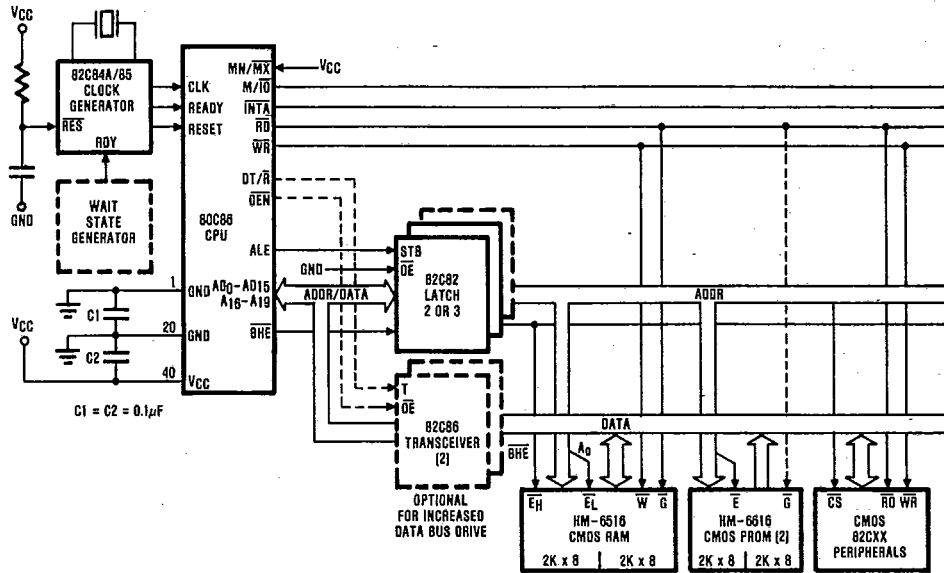 VCC
82C84A/85
CLOCK
GENERATOR
RES
RDY
GND
WAIT
STATE
GENERATOR
VCC
C1
C2
C1 = C2 = 0.1µF
1
20
40
CLK
READY
RESET
80C86
CPU
GND
GND
VCC
MN/MX
VCC
M/IO
INTA
RD
WR
DT/R
DEN
ALE
AD0-AD15
A16-A19
BHE
ADDR/DATA
GND
STB
OE
82C82
LATCH
2 OR 3
T
OE
82C86
TRANSCEIVER
(2)
OPTIONAL
FOR INCREASED
DATA BUS DRIVE
ADDR
DATA
BHE
A0
EH
EL
W
G
HM-6516
CMOS RAM
2K x 8
2K x 8
E
G
HM-6616
CMOS PROM (2)
2K x 8
2K x 8
CS
RD
WR
CMOS
82CXX
PERIPHERALS